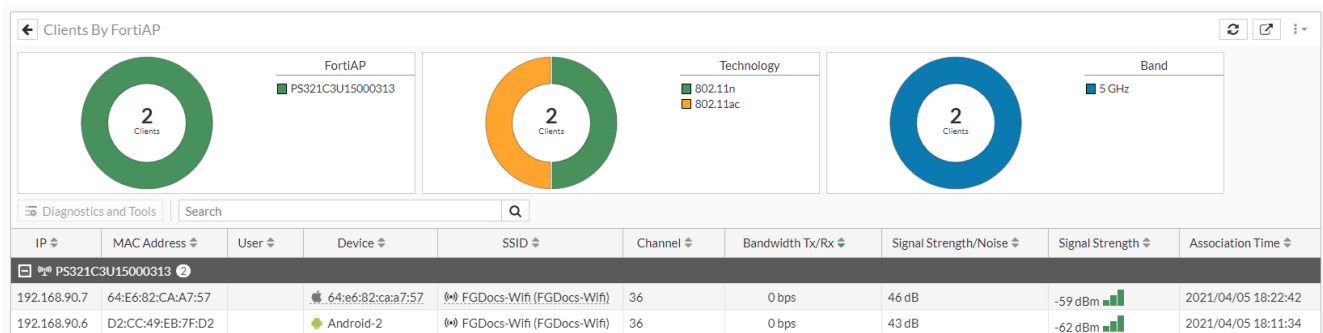 Clients By FortiAP
FortiAP
PS321C3U15000313
2
Clients
Technology
802.11n
802.11ac
2
Clients
Band
5 GHz
2
Clients
Diagnostics and Tools Search
IP MAC Address User Device SSID Channel Bandwidth Tx/Rx Signal Strength/Noise Signal Strength Association Time
PS321C3U15000313 2
192.168.90.7 64:E6:82:CA:A7:57 64:e6:82:ca:a7:57 FGDocs-Wifi (FGDocs-Wifi) 36 0 bps 46 dB -59 dBm 2021/04/05 18:22:42
192.168.90.6 D2:CC:49:EB:7F:D2 Android-2 FGDocs-Wifi (FGDocs-Wifi) 36 0 bps 43 dB -62 dBm 2021/04/05 18:11:34